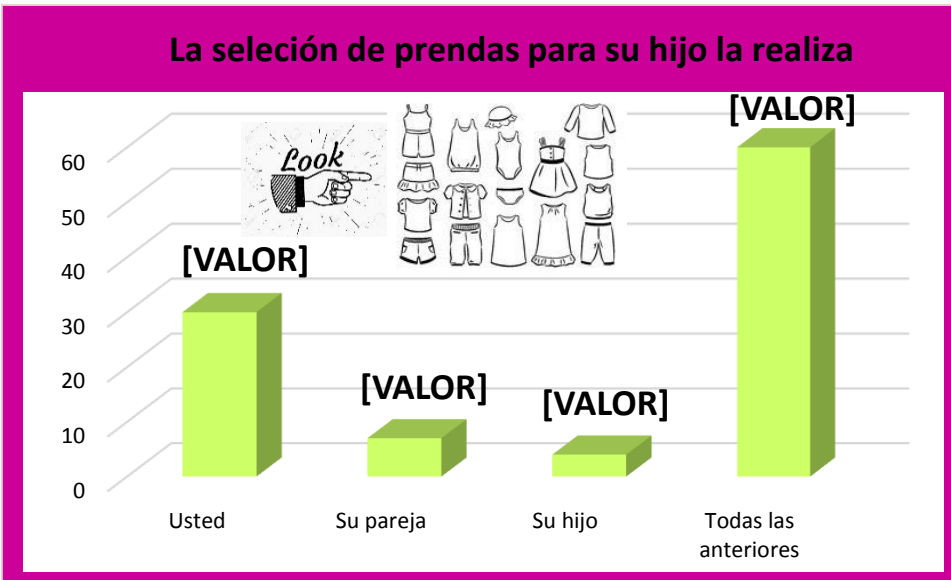 La seleción de prendas para su hijo la realiza
[VALOR]
Look
60
50
[VALOR]
40
30
20
[VALOR]
[VALOR]
10
0
Usted
Su pareja
Su hijo
Todas las
anteriores